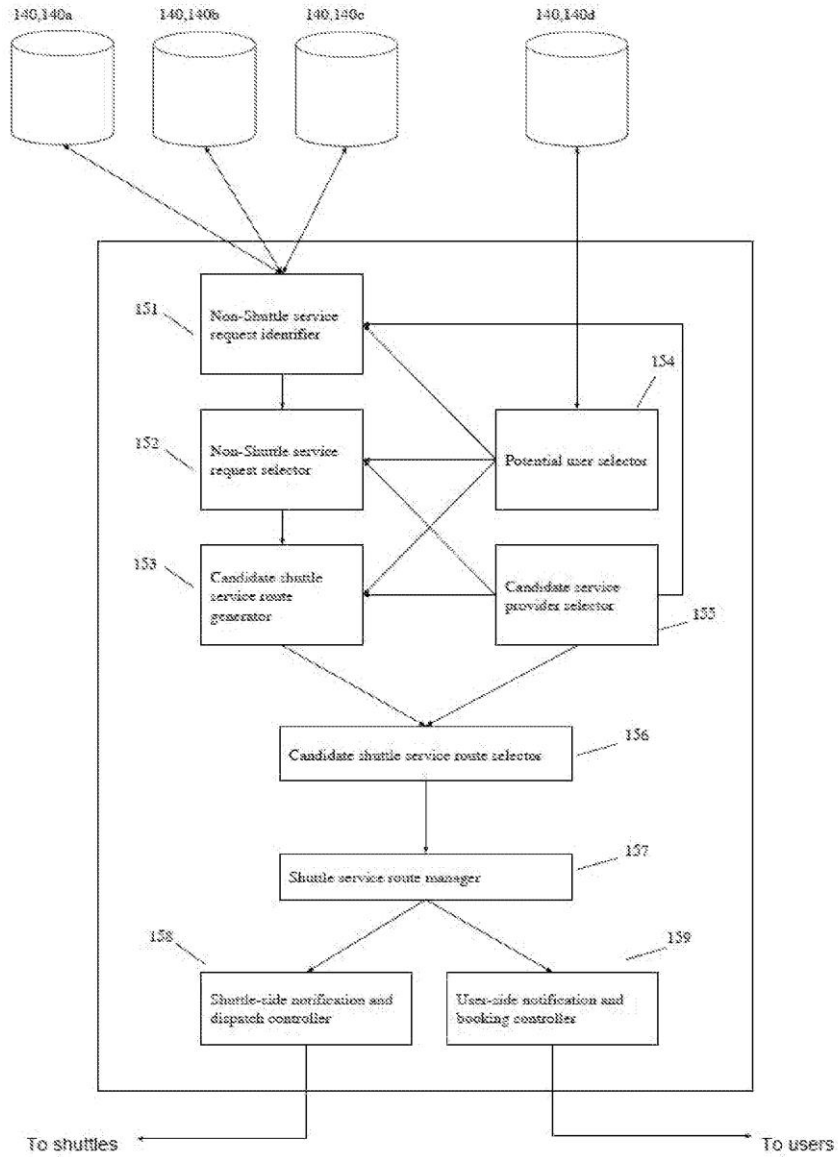 140,140a
140,140b
140,140c
140,140d
151
Non-Shuttle service
request identifier
154
152
Non-Shuttle service
request selector
Potential user selector
153
Candidate shuttle
service route
generator
Candidate service
provider selector
155
Candidate shuttle service route selector
156
Shuttle service route manager
157
158
159
Shuttle-side notification and
dispatch controller
User-side notification and
booking controller
To shuttles
To users